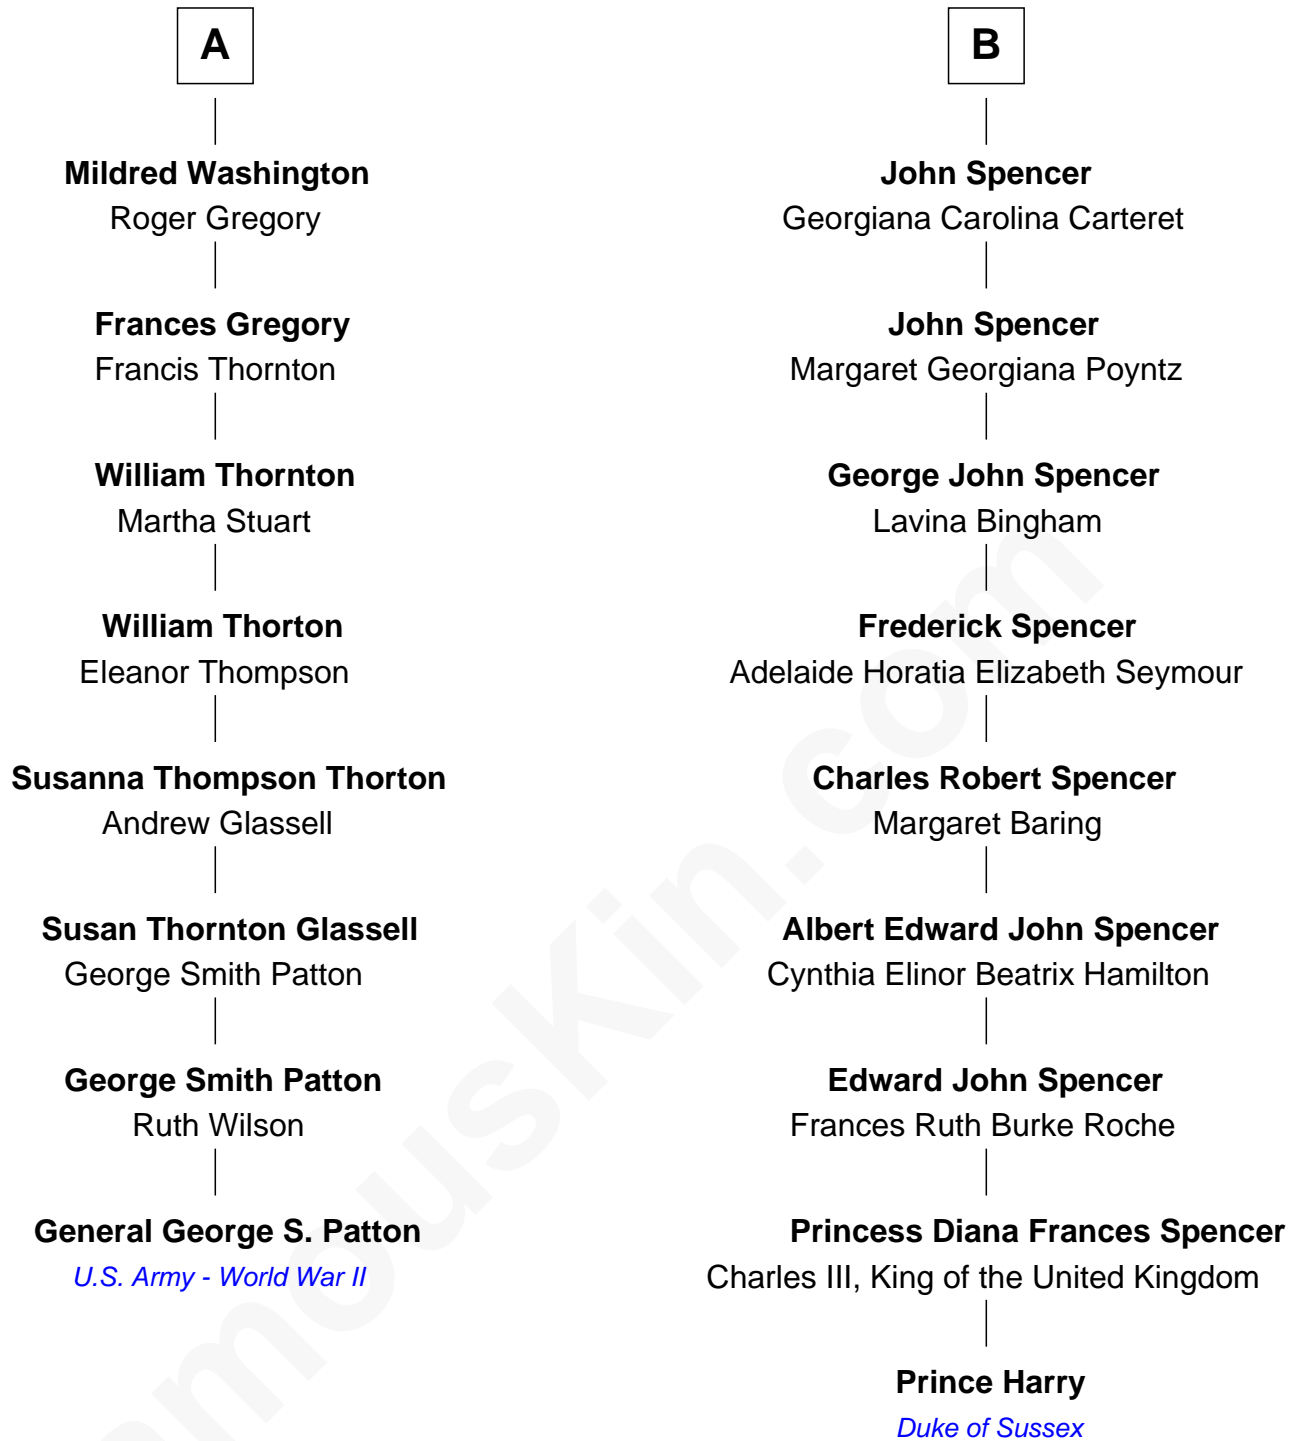 A
Mildred Washington
Roger Gregory
Frances Gregory
Francis Thornton
William Thornton
Martha Stuart
William Thorton
Eleanor Thompson
Susanna Thompson Thorton
Andrew Glassell
Susan Thornton Glassell
George Smith Patton
George Smith Patton
Ruth Wilson
General George S. Patton
U.S. Army - World War II
B
John Spencer
Georgiana Carolina Carteret
John Spencer
Margaret Georgiana Poyntz
George John Spencer
Lavina Bingham
Frederick Spencer
Adelaide Horatia Elizabeth Seymour
Charles Robert Spencer
Margaret Baring
Albert Edward John Spencer
Cynthia Elinor Beatrix Hamilton
Edward John Spencer
Frances Ruth Burke Roche
Princess Diana Frances Spencer
Charles III, King of the United Kingdom
Prince Harry
Duke of Sussex
amousKin.com